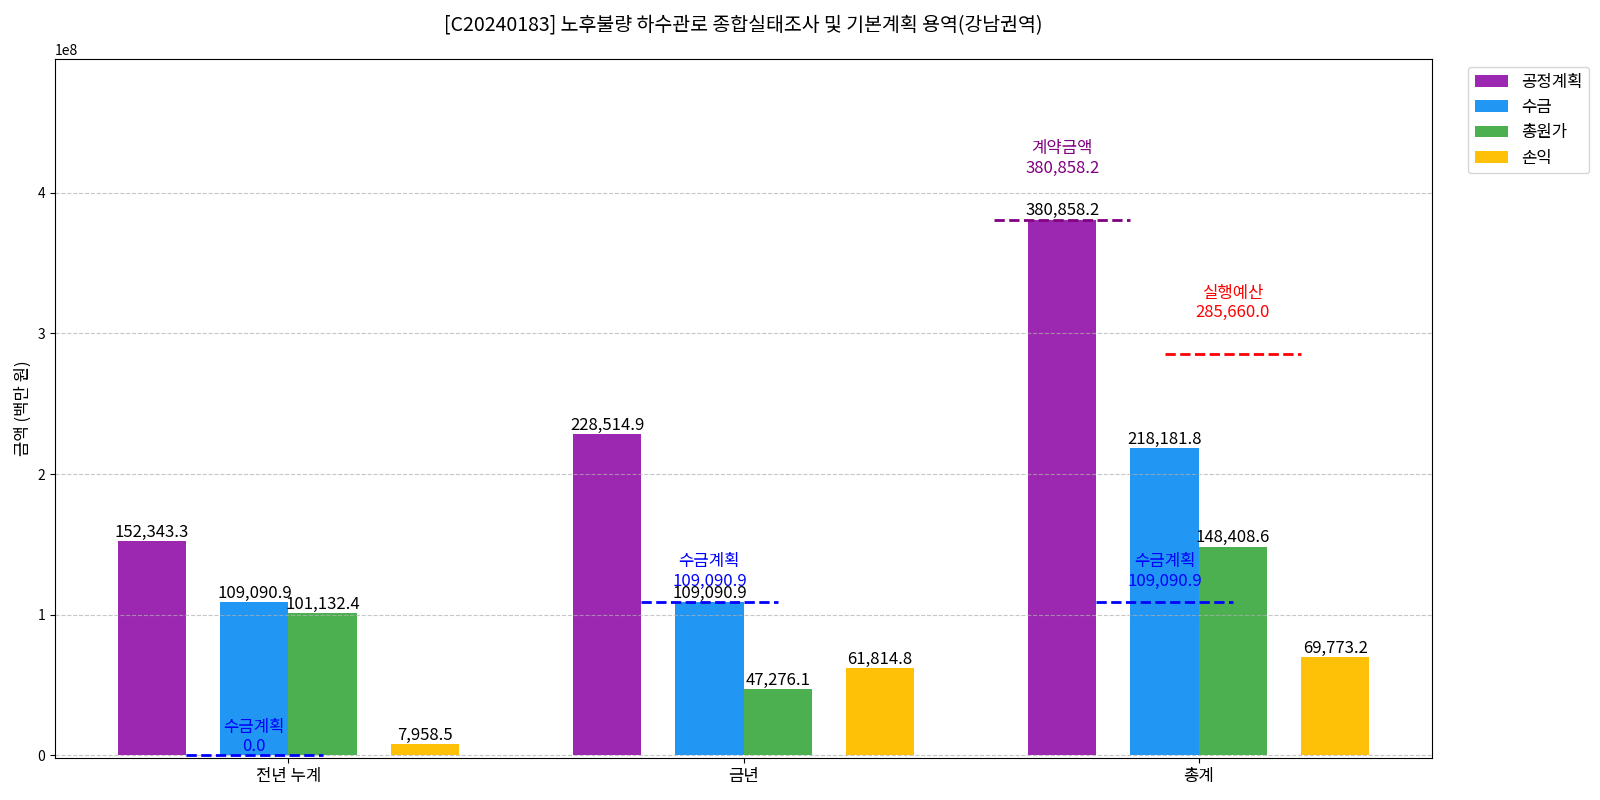 [C20240183] 노후불량 하수관로 종합실태조사 및 기본계획 용역(강남권역)
1e8
공정계획
수금
총원가
손익
금액 (백만 원)
4
3
2
1
0
계약금액
380,858.2
380,858.2
실행예산
285,660.0
228,514.9
218,181.8
152,343.3
148,408.6
수금계획
109,090.9
109,090.9
수금계획
109,090.9
109,090.9
101,132.4
61,814.8
69,773.2
47,276.1
수금계획
0.0
7,958.5
전년 누계
금년
총계